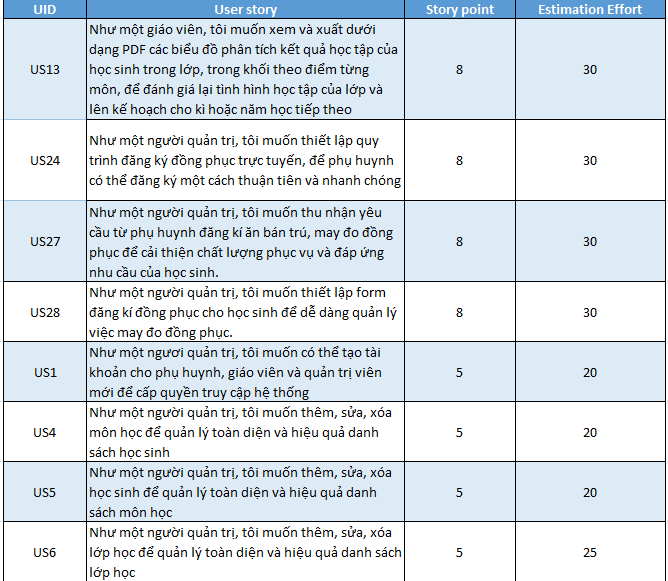 UID User story Story point Estimation Effort
Như một giáo viên, tôi muốn xem và xuất dưới
dạng PDF các biểu đồ phân tích kết quả học tập của
US13 học sinh trong lớp, trong khối theo điểm từng 8 30
môn, để đánh giá lại tình hình học tập của lớp và
lên kế hoạch cho kì hoặc năm học tiếp theo
Như một người quản trị, tôi muốn thiết lập quy
US24 trình đăng ký đồng phục trực tuyến, để phụ huynh 8 30
có thể đăng ký một cách thuận tiên và nhanh chóng
Như một người quản trị, tôi muốn thu nhận yêu
US27 cầu từ phụ huynh đăng kí ăn bán trú, may đo đồng 8 30
phục để cải thiện chất lượng phục vụ và đáp ứng
nhu cầu của học sinh.
Như một người quản trị, tôi muốn thiết lập form
US28 đăng kí đồng phục cho học sinh để dễ dàng quản lý 8 30
việc may đo đồng phục.
Như một ngươi quản trị, tôi muốn có thể tạo tài
US1 khoản cho phụ huynh, giáo viên và quản trị viên 5 20
mới để cấp quyền truy cập hệ thống
Như một người quản trị, tôi muốn thêm, sửa, xóa
US4 môn học để quản lý toàn diện và hiệu quả danh 5 20
sách học sinh
Như một người quản trị, tôi muốn thêm, sửa, xóa
US5 học sinh để quản lý toàn diện và hiệu quả danh 5 20
sách môn học
Như một người quản trị, tôi muốn thêm, sửa, xóa
US6 lớp học để quản lý toàn diện và hiệu quả danh sách 5 25
lớp học